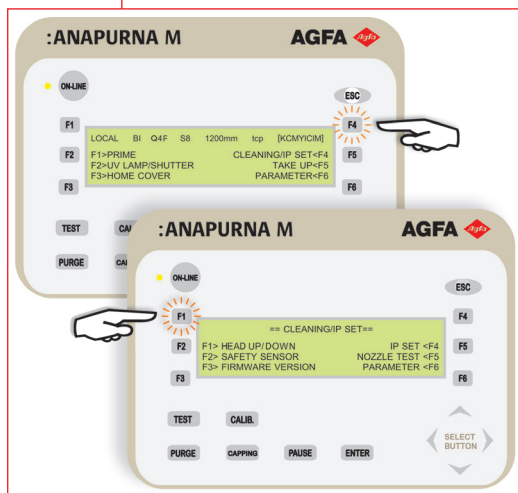 :ANAPURNA M AGFA Agfa
ON-LINE
ESC
F1 F4
LOCAL BI Q4F S8 1200mm tcp [KCMYlClM]
F2 F1>PRIME CLEANING/IP SET<F4 F5
F2>UV LAMP/SHUTTER TAKE UP<F5
F3>HOME COVER PARAMETER<F6
F3 F6
TEST
PURGE
:ANAPURNA M AGFA Agfa
ON-LINE
ESC
F1 F4
== CLEANING/IP SET==
F2 F1> HEAD UP/DOWN IP SET <F4 F5
F2> SAFETY SENSOR NOZZLE TEST <F5
F3> FIRMWARE VERSION PARAMETER <F6
F3 F6
TEST CALIB.
SELECT
BUTTON
PURGE CAPPING PAUSE ENTER